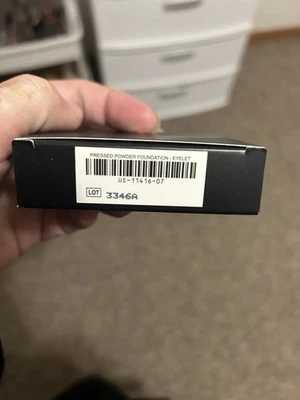 PRESSED POWDER FOUNDATION - EYELET
US-11416-07
LOT 3346A